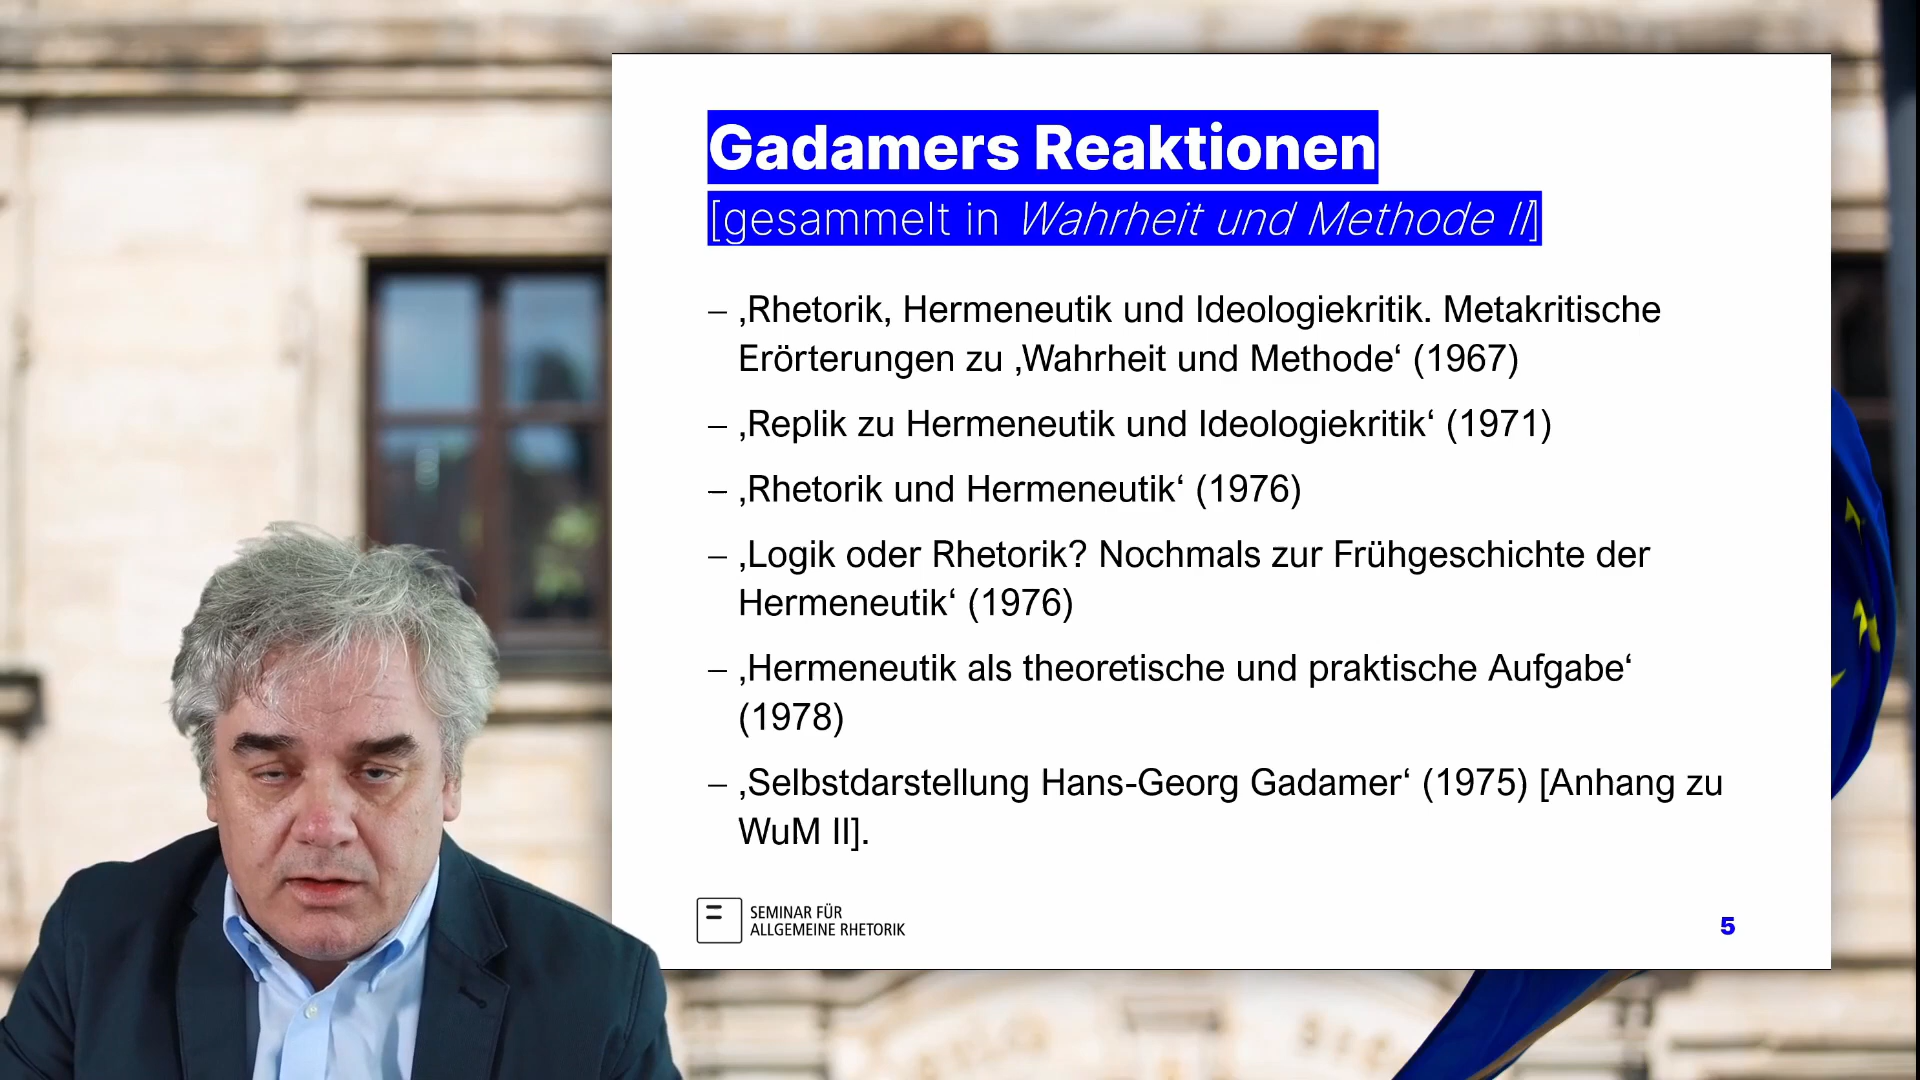 Gadamers Reaktionen
[gesammelt in Wahrheit und Methode II]
– ‚Rhetorik, Hermeneutik und Ideologiekritik. Metakritische
Erörterungen zu ‚Wahrheit und Methode‘ (1967)
– ‚Replik zu Hermeneutik und Ideologiekritik‘ (1971)
– ‚Rhetorik und Hermeneutik‘ (1976)
– ‚Logik oder Rhetorik? Nochmals zur Frühgeschichte der
Hermeneutik‘ (1976)
– ‚Hermeneutik als theoretische und praktische Aufgabe‘
(1978)
– ‚Selbstdarstellung Hans-Georg Gadamer‘ (1975) [Anhang zu
WuM II].
SEMINAR FÜR
ALLGEMEINE RHETORIK
5